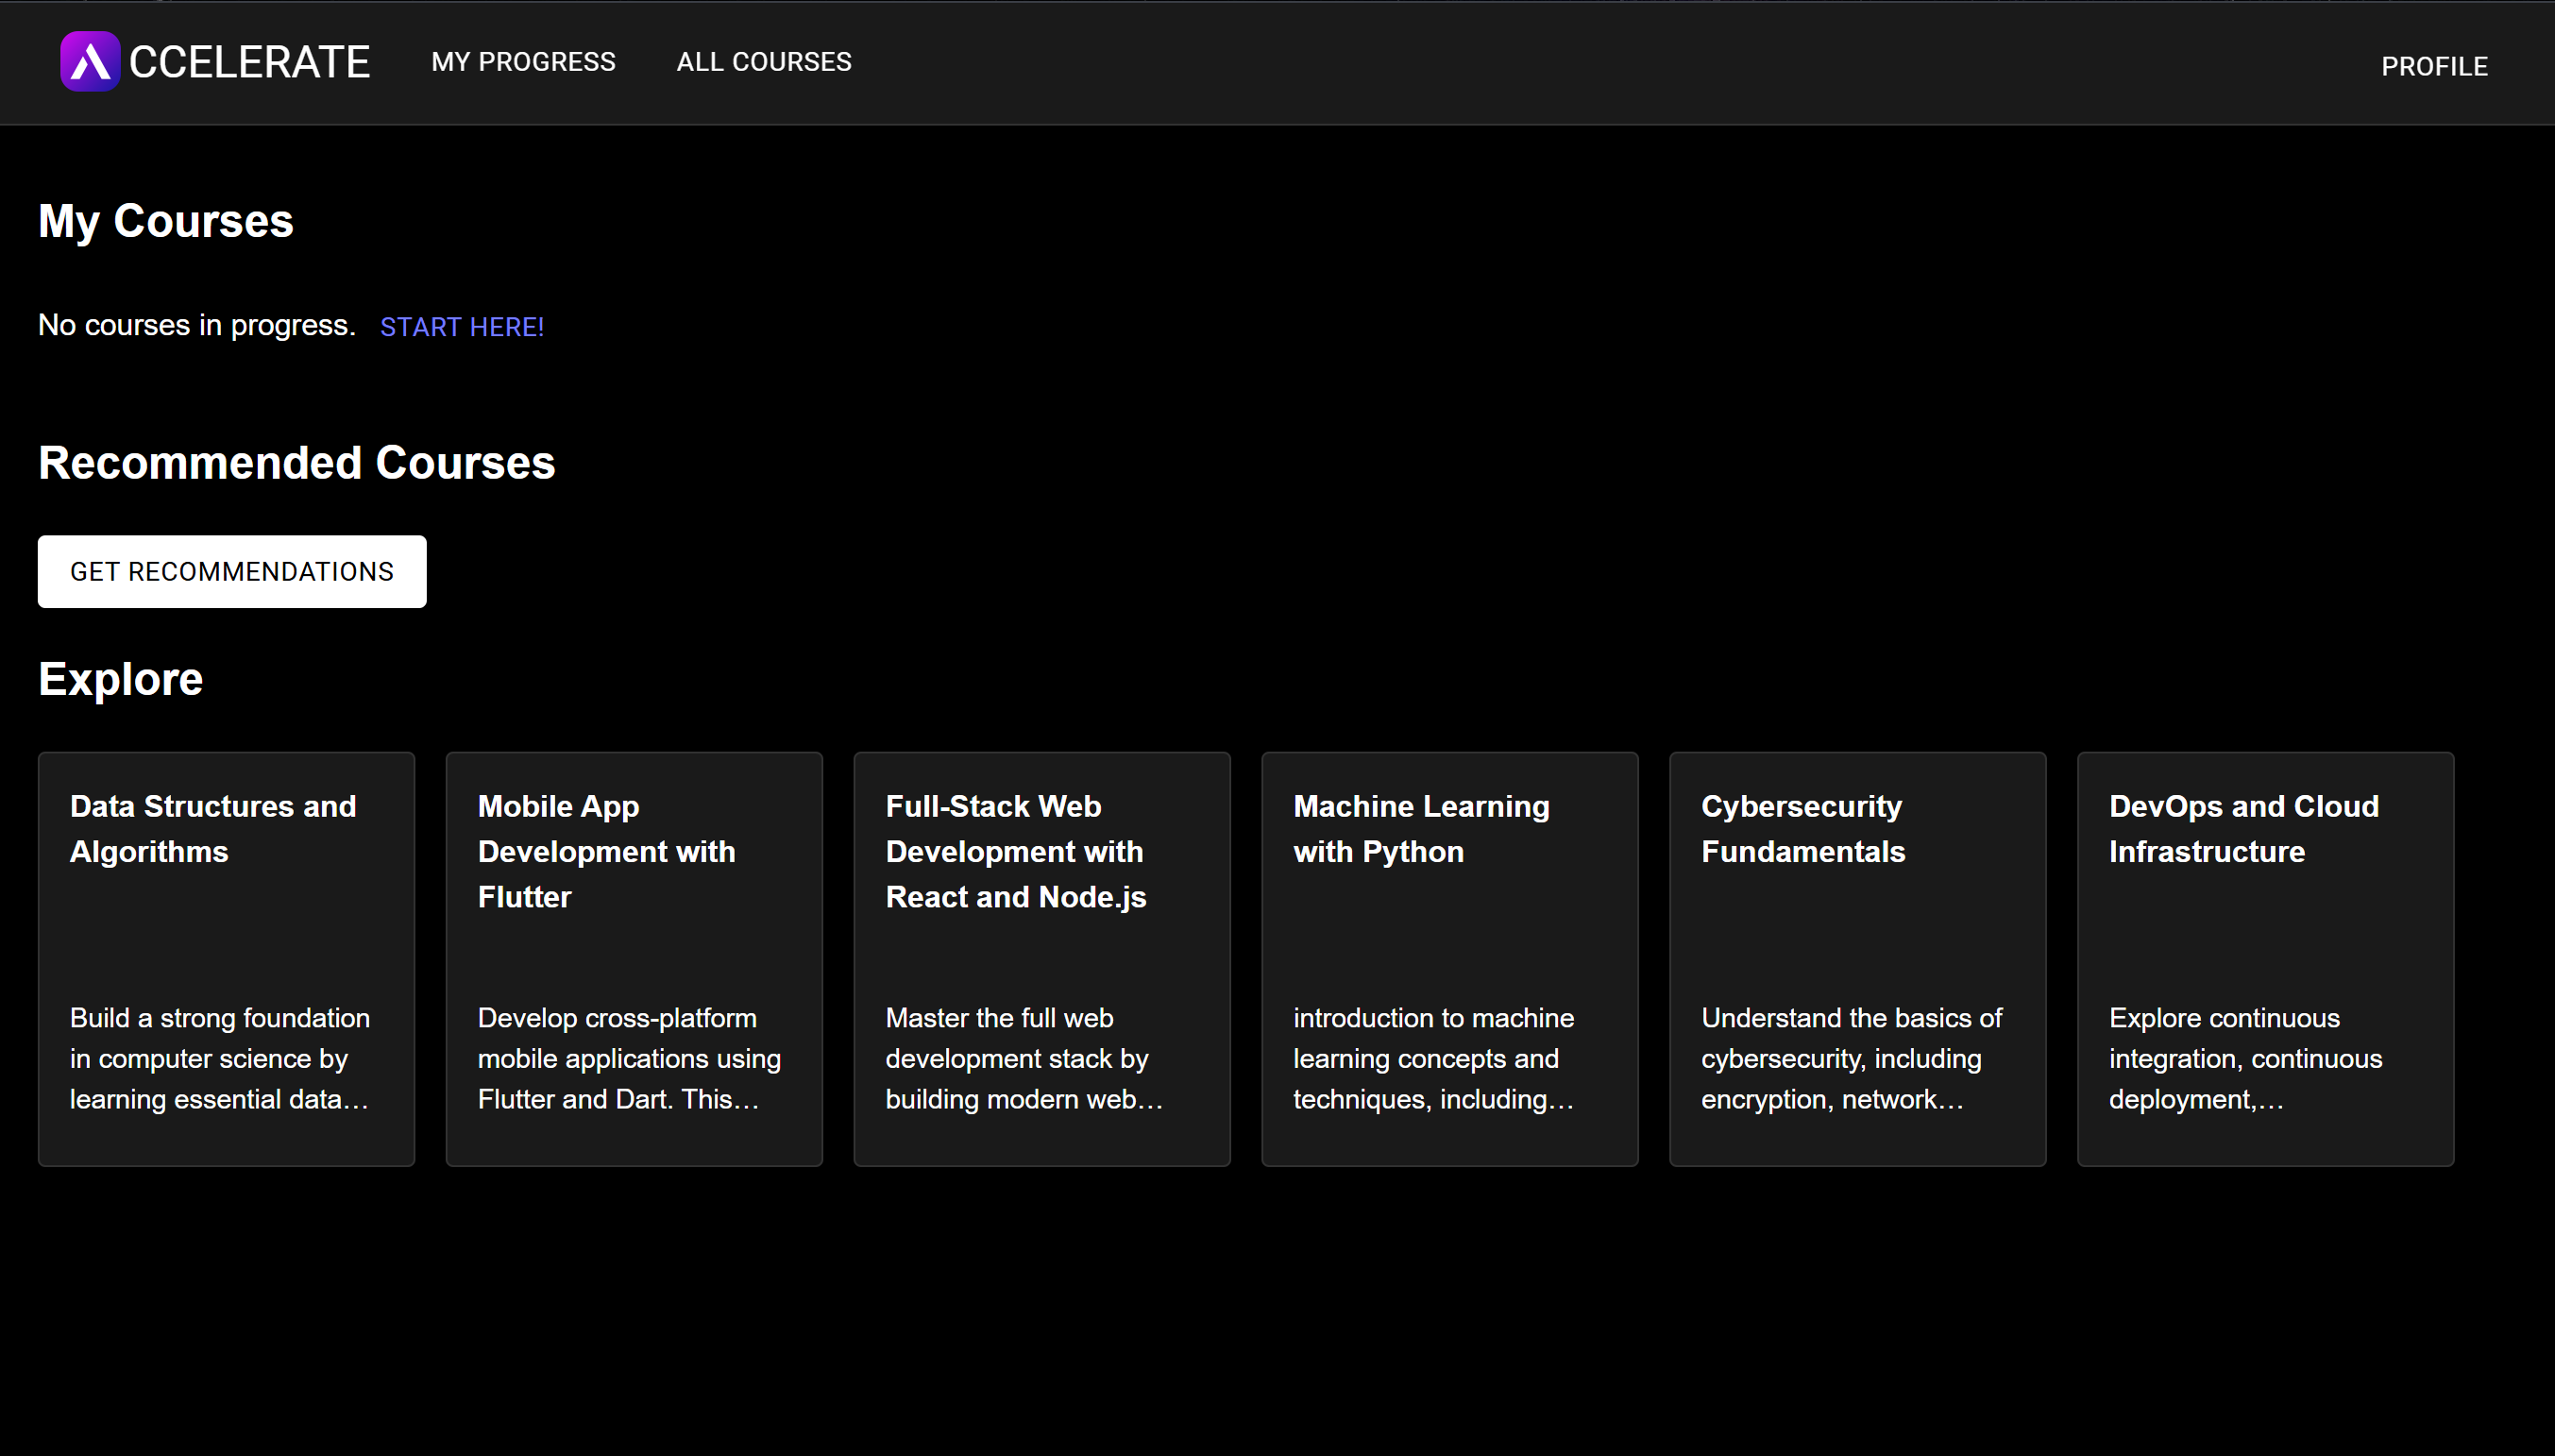 CCELERATE MY PROGRESS ALL COURSES PROFILE
My Courses
No courses in progress. START HERE!
Recommended Courses
GET RECOMMENDATIONS
Explore
Data Structures and
Algorithms
Build a strong foundation
in computer science by
learning essential data…
Mobile App
Development with
Flutter
Develop cross-platform
mobile applications using
Flutter and Dart. This…
Full-Stack Web
Development with
React and Node.js
Master the full web
development stack by
building modern web…
Machine Learning
with Python
introduction to machine
learning concepts and
techniques, including…
Cybersecurity
Fundamentals
Understand the basics of
cybersecurity, including
encryption, network…
DevOps and Cloud
Infrastructure
Explore continuous
integration, continuous
deployment,…